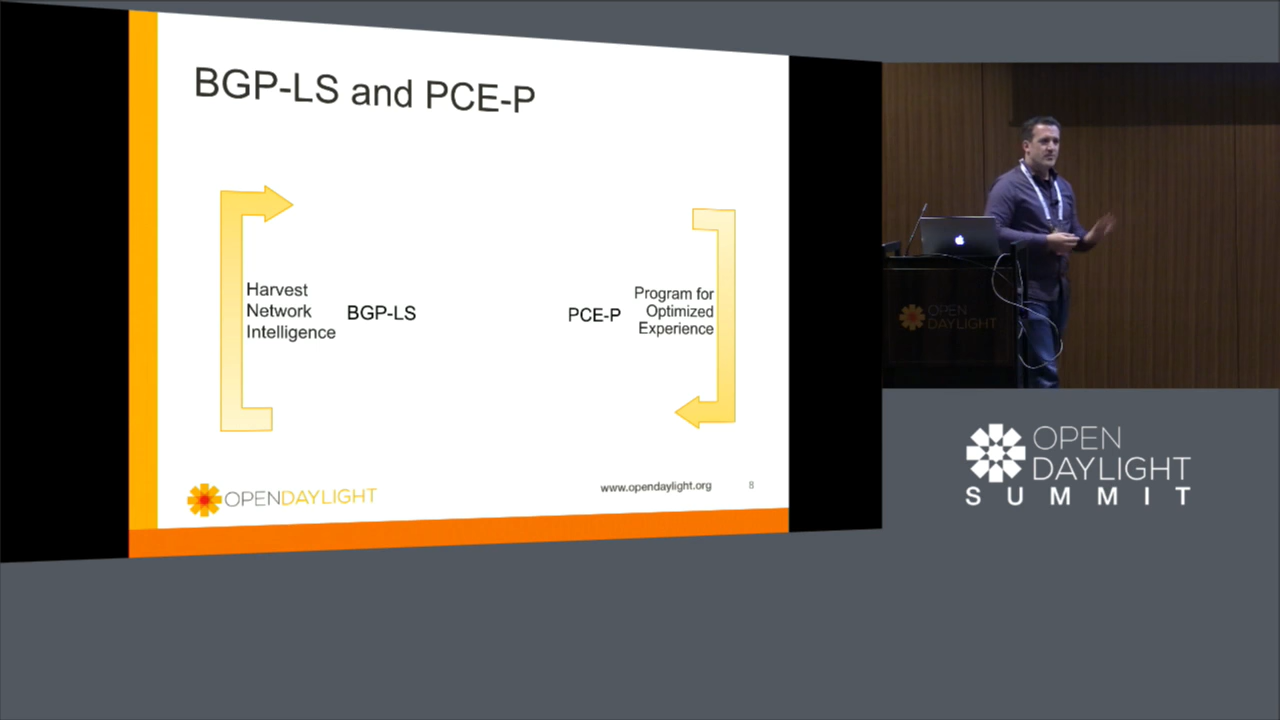 BGP-LS and PCE-P
Harvest
Network
Intelligence
BGP-LS
PCE-P
Program for
Optimized
Experience
OPENDAYLIGHT
www.opendaylight.org
8
OPEN
DAYLIGHT
OPEN
DAYLIGHT
SUMMIT